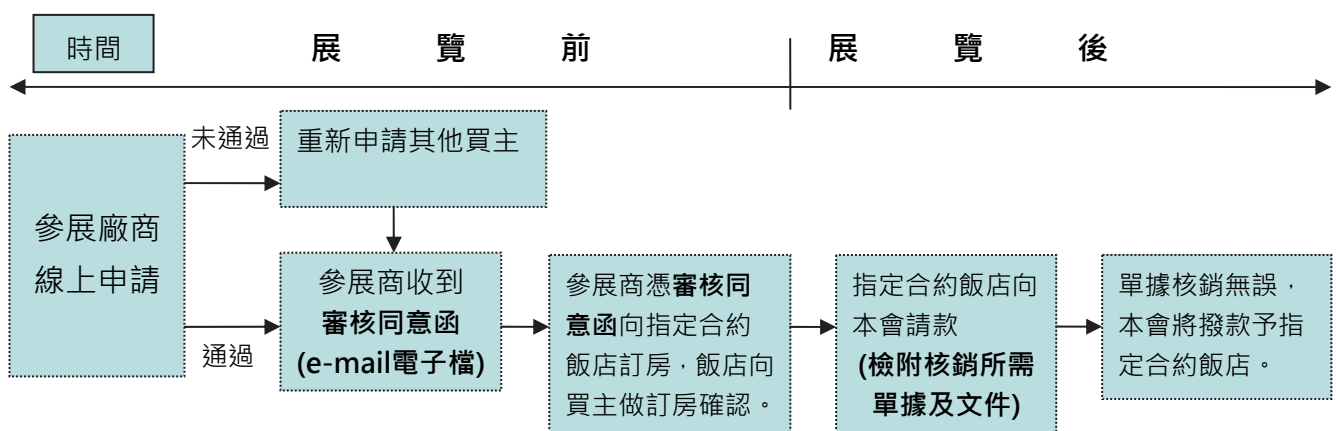 時間
展覽前
展覽後
參展廠商
線上申請
未通過
通過
重新申請其他買主
參展商收到
審核同意函
(e-mail電子檔)
參展商憑審核同
意函向指定合約
飯店訂房，飯店向
買主做訂房確認。
指定合約飯店向
本會請款
(檢附核銷所需
單據及文件)
單據核銷無誤，
本會將撥款予指
定合約飯店。